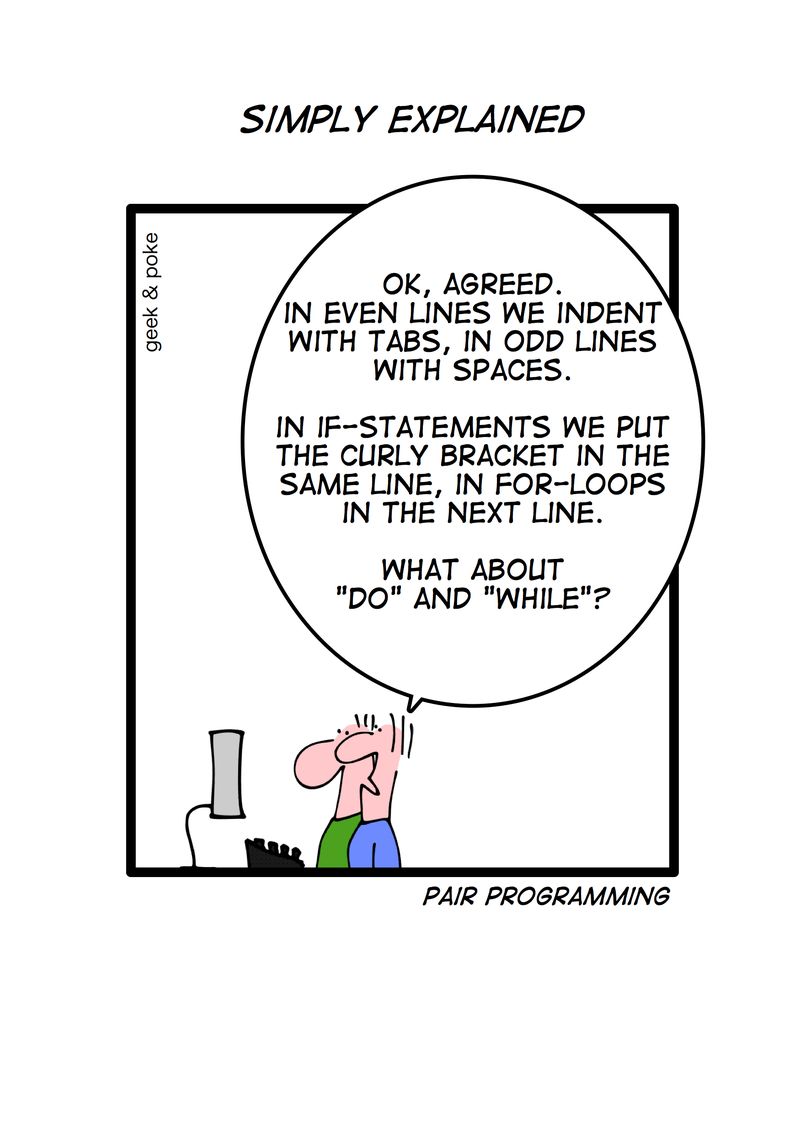 SIMPLY EXPLAINED
geek & poke
OK, AGREED.
IN EVEN LINES WE INDENT
WITH TABS, IN ODD LINES
WITH SPACES.
IN IF-STATEMENTS WE PUT
THE CURLY BRACKET IN THE
SAME LINE, IN FOR-LOOPS
IN THE NEXT LINE.
WHAT ABOUT
"DO" AND "WHILE"?
PAIR PROGRAMMING